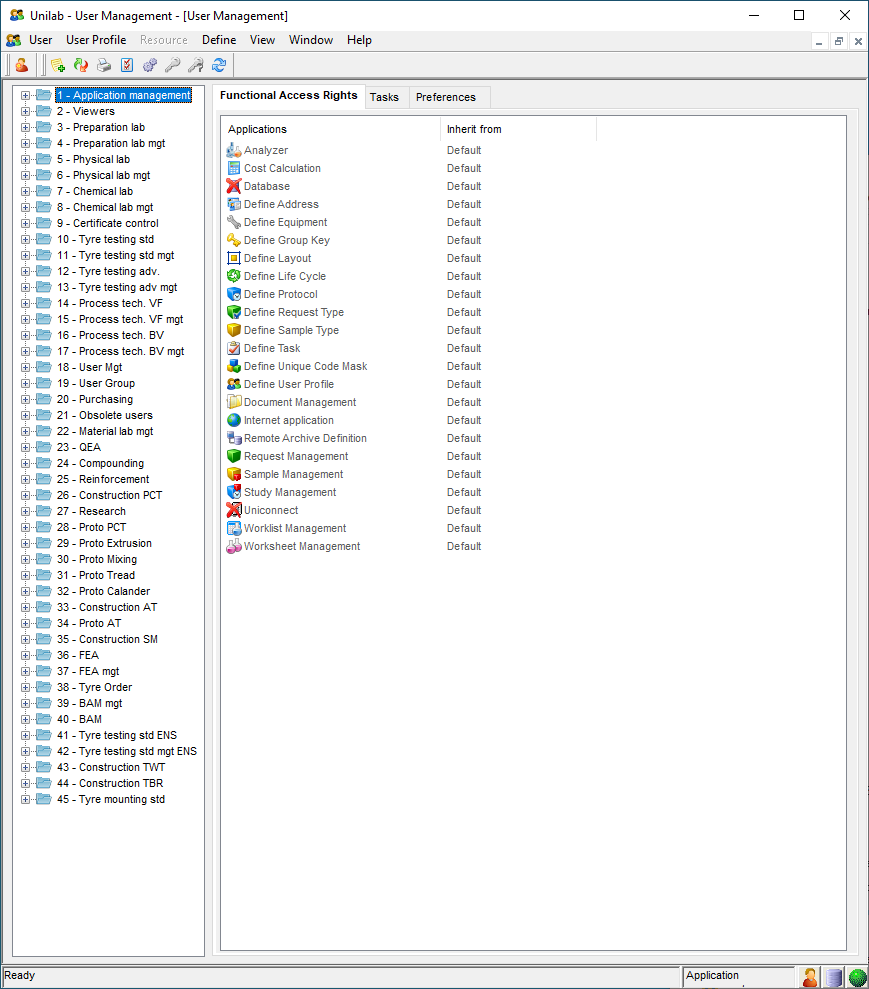 Unilab - User Management - [User Management]
User User Profile Resource Define View Window Help
Functional Access Rights Tasks Preferences
1 - Application management
2 - Viewers
3 - Preparation lab
4 - Preparation lab mgt
5 - Physical lab
6 - Physical lab mgt
7 - Chemical lab
8 - Chemical lab mgt
9 - Certificate control
10 - Tyre testing std
11 - Tyre testing std mgt
12 - Tyre testing adv.
13 - Tyre testing adv mgt
14 - Process tech. VF
15 - Process tech. VF mgt
16 - Process tech. BV
17 - Process tech. BV mgt
18 - User Mgt
19 - User Group
20 - Purchasing
21 - Obsolete users
22 - Material lab mgt
23 - QEA
24 - Compounding
25 - Reinforcement
26 - Construction PCT
27 - Research
28 - Proto PCT
29 - Proto Extrusion
30 - Proto Mixing
31 - Proto Tread
32 - Proto Calander
33 - Construction AT
34 - Proto AT
35 - Construction SM
36 - FEA
37 - FEA mgt
38 - Tyre Order
39 - BAM mgt
40 - BAM
41 - Tyre testing std ENS
42 - Tyre testing std mgt ENS
43 - Construction TWT
44 - Construction TBR
45 - Tyre mounting std
Applications Inherit from
Analyzer Default
Cost Calculation Default
Database Default
Define Address Default
Define Equipment Default
Define Group Key Default
Define Layout Default
Define Life Cycle Default
Define Protocol Default
Define Request Type Default
Define Sample Type Default
Define Task Default
Define Unique Code Mask Default
Define User Profile Default
Document Management Default
Internet application Default
Remote Archive Definition Default
Request Management Default
Sample Management Default
Study Management Default
Uniconnect Default
Worklist Management Default
Worksheet Management Default
Ready Application